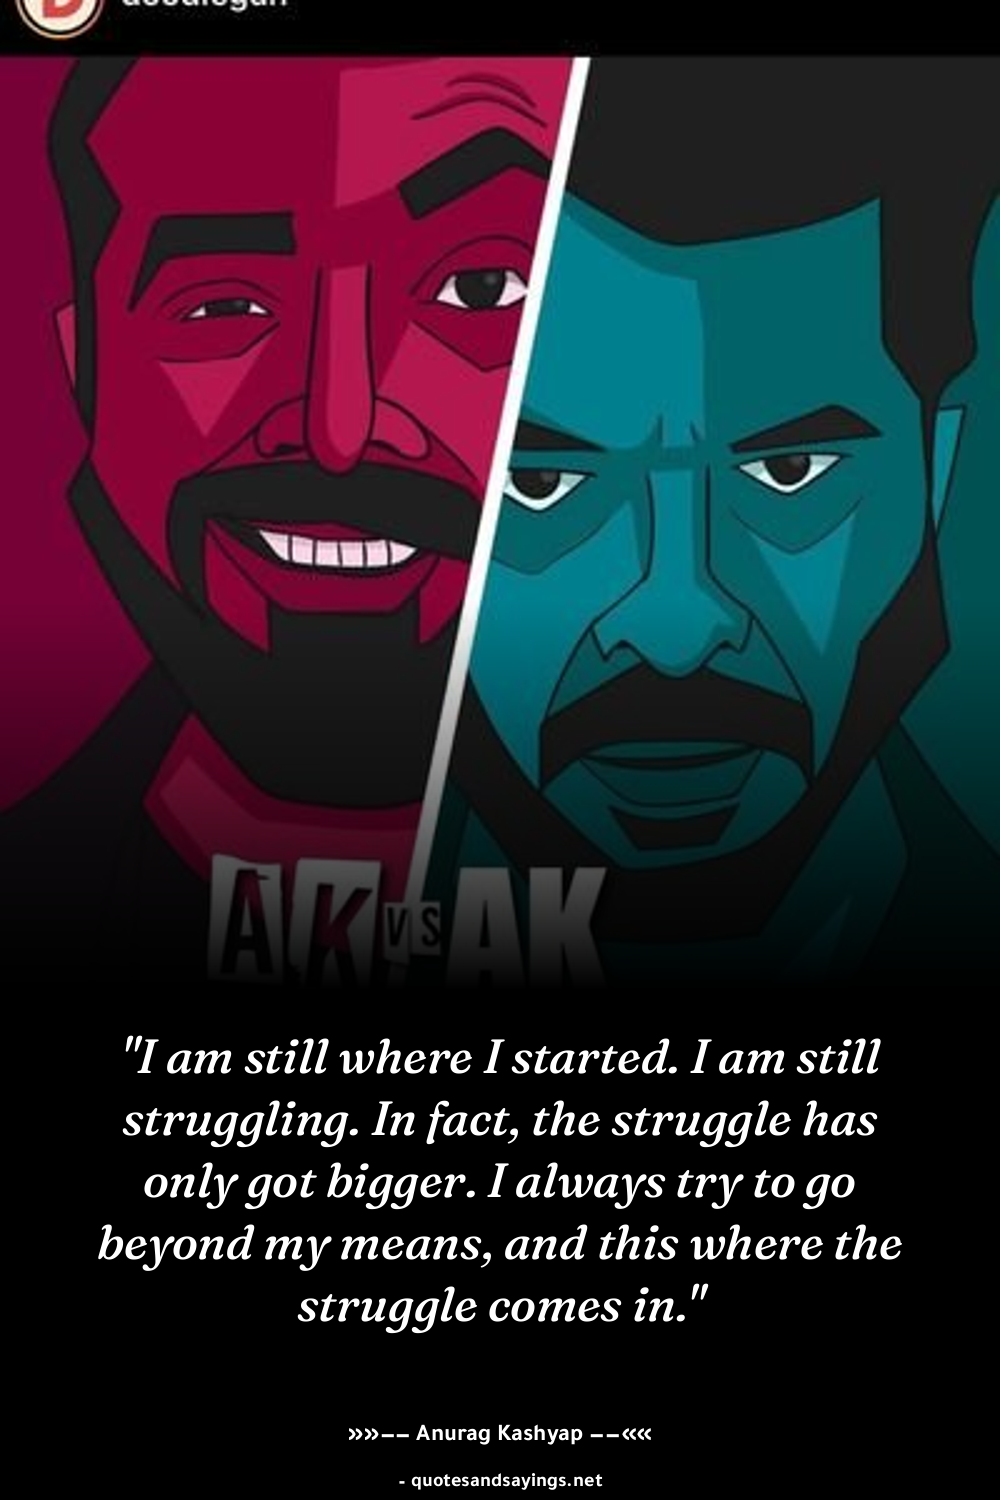 AK VS AK
"I am still where I started. I am still
struggling. In fact, the struggle has
only got bigger. I always try to go
beyond my means, and this where the
struggle comes in."
»»–– Anurag Kashyap ––««
- quotesandsayings.net